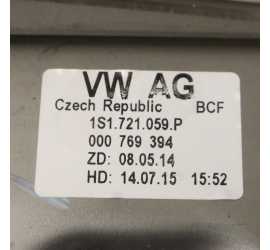 VW AG
Czech Republic BCF
1S1.721.059.P
000 769 394
ZD: 08.05.14
HD: 14.07.15 15:52